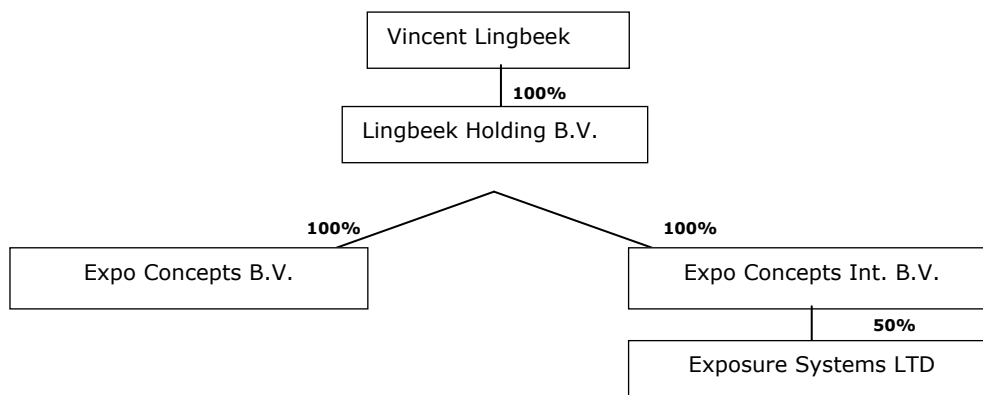 Vincent Lingbeek
100%
Lingbeek Holding B.V.
100%
100%
Expo Concepts B.V.
Expo Concepts Int. B.V.
50%
Exposure Systems LTD